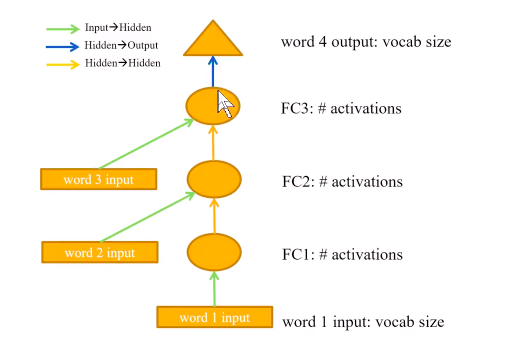 Input→Hidden
Hidden→Output
Hidden→Hidden
word 4 output: vocab size
FC3: # activations
word 3 input
FC2: # activations
word 2 input
FC1: # activations
word 1 input
word 1 input: vocab size